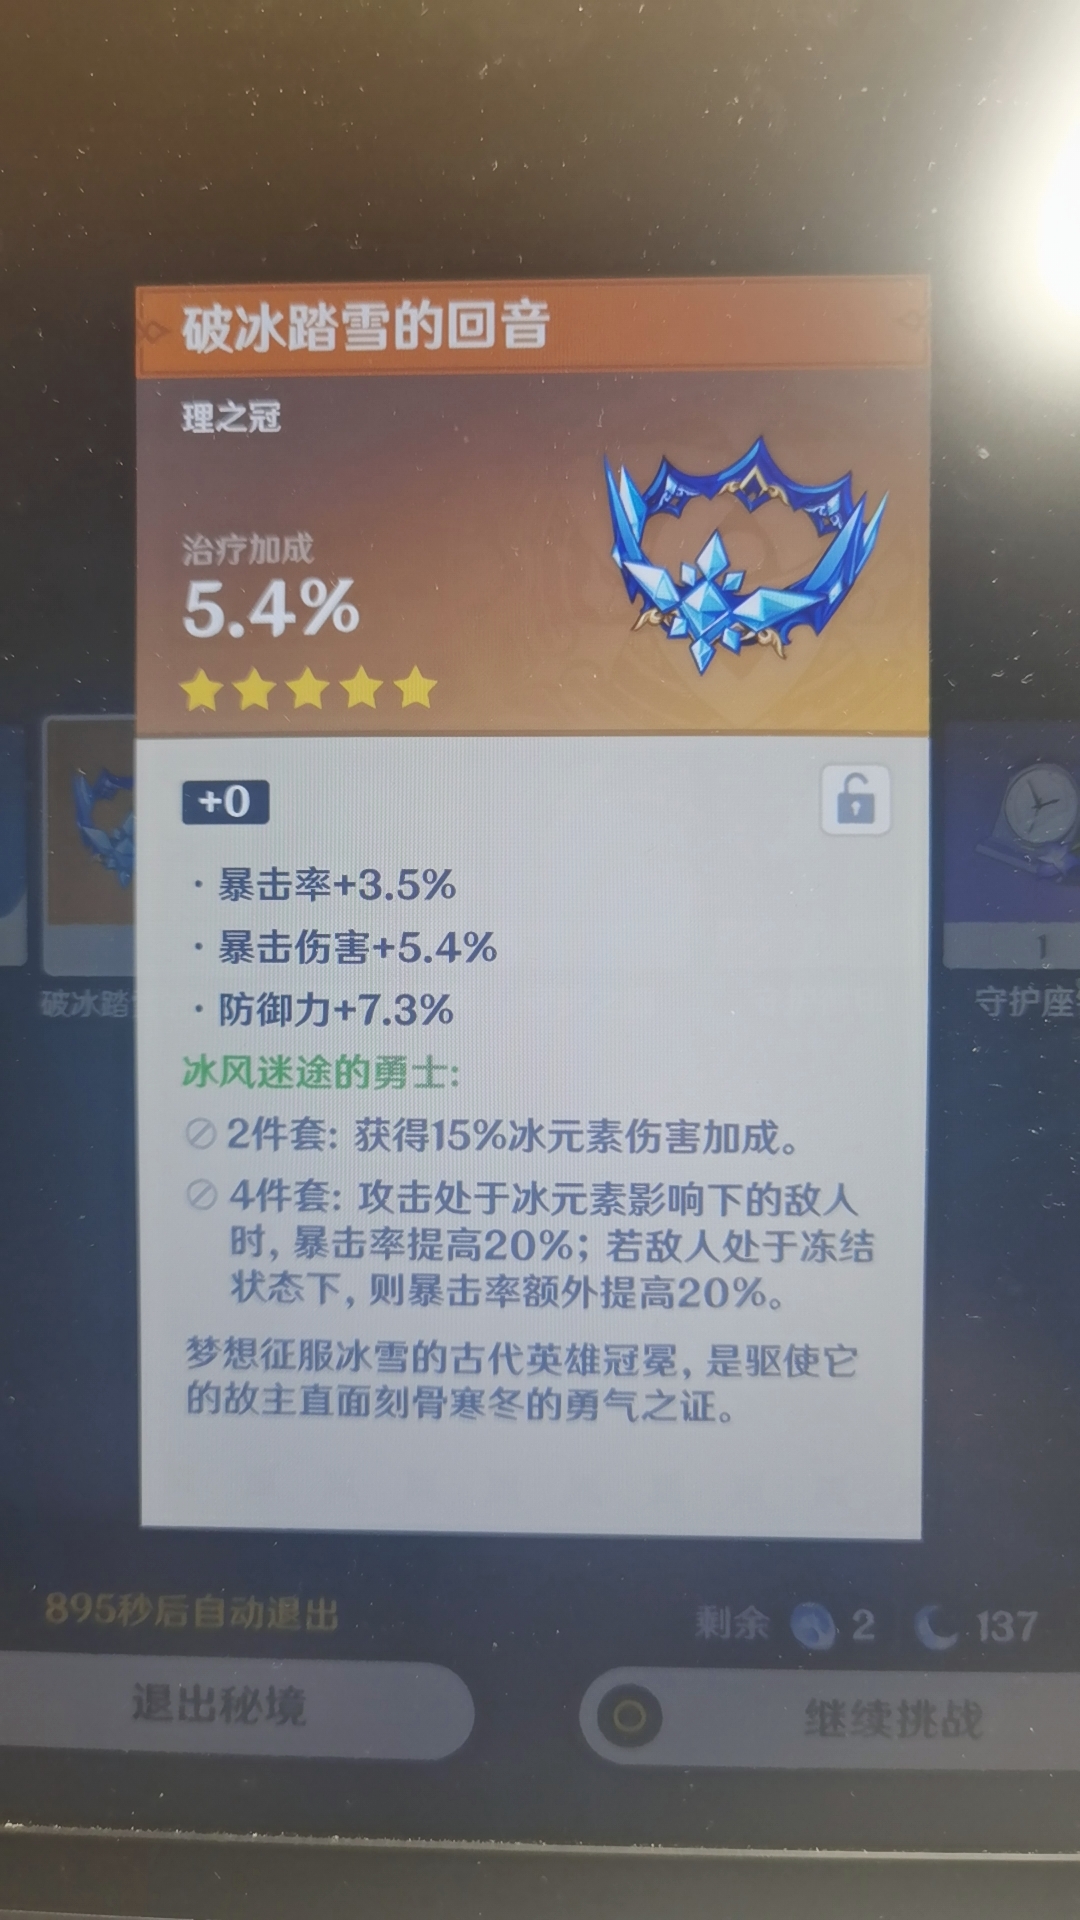 破冰踏雪的回音
理之冠
治疗加成
5.4%
+0
·暴击率+3.5%
·暴击伤害+5.4%
·防御力+7.3%
冰风迷途的勇士:
2件套: 获得15%冰元素伤害加成。
4件套: 攻击处于冰元素影响下的敌人
时, 暴击率提高20%; 若敌人处于冻结
状态下, 则暴击率额外提高20%。
梦想征服冰雪的古代英雄冠冕, 是驱使它
的故主直面刻骨寒冬的勇气之证。
1
破冰踏
守护座
895秒后自动退出
剩余 2 137
退出秘境
继续挑战